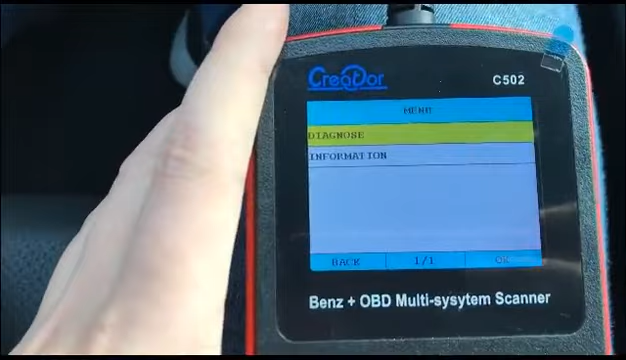 Creator
C502
MENU
DIAGNOSE
INFORMATION
BACK 1/1 OK
Benz + OBD Multi-sysytem Scanner